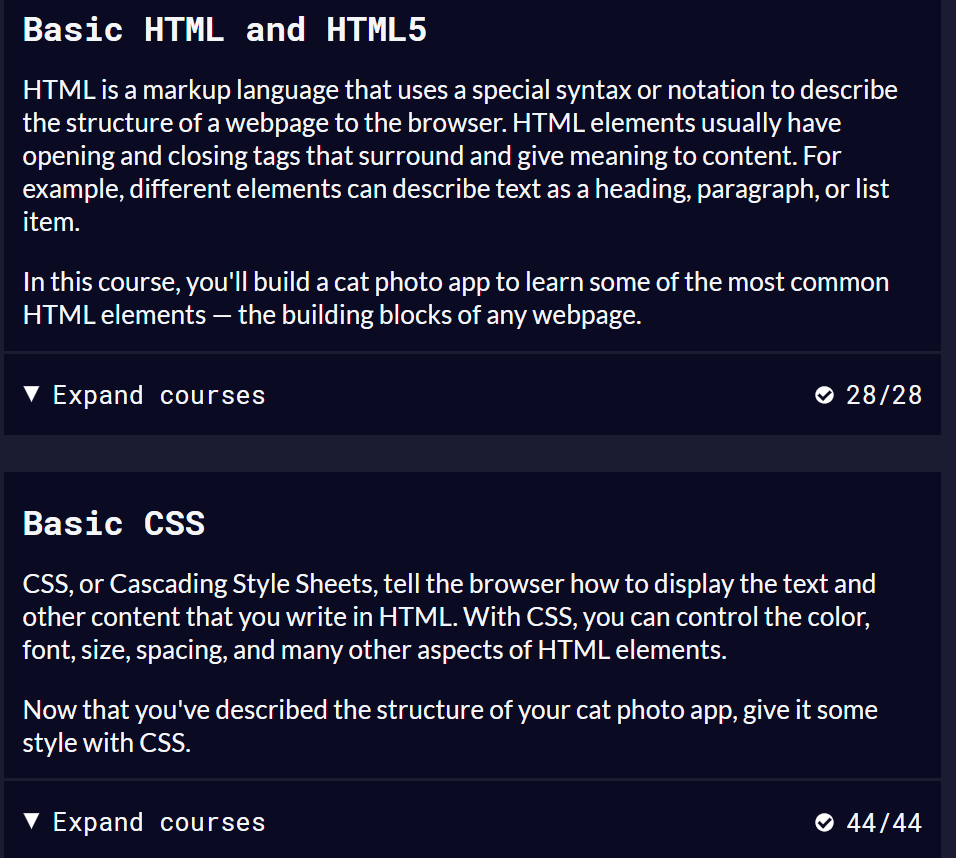 Basic HTML and HTML5
HTML is a markup language that uses a special syntax or notation to describe
the structure of a webpage to the browser. HTML elements usually have
opening and closing tags that surround and give meaning to content. For
example, different elements can describe text as a heading, paragraph, or list
item.
In this course, you'll build a cat photo app to learn some of the most common
HTML elements — the building blocks of any webpage.
▼ Expand courses 28/28
Basic CSS
CSS, or Cascading Style Sheets, tell the browser how to display the text and
other content that you write in HTML. With CSS, you can control the color,
font, size, spacing, and many other aspects of HTML elements.
Now that you've described the structure of your cat photo app, give it some
style with CSS.
▼ Expand courses 44/44